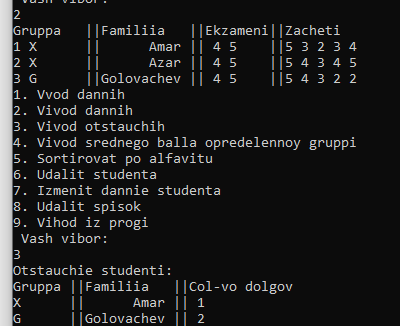 Vash vibor:
2
Gruppa ||Familiia ||Ekzameni||Zacheti
1 X || Amar || 4 5 ||5 3 2 3 4
2 X || Azar || 4 5 ||5 4 3 4 5
3 G ||Golovachev || 4 5 ||5 4 3 2 2
1. Vvod dannih
2. Vivod dannih
3. Vivod otstauchih
4. Vivod srednego balla opredelennoy gruppi
5. Sortirovat po alfavitu
6. Udalit studenta
7. Izmenit dannie studenta
8. Udalit spisok
9. Vihod iz progi
Vash vibor:
3
Otstauchie studenti:
Gruppa ||Familiia ||Col-vo dolgov
X || Amar || 1
G ||Golovachev || 2